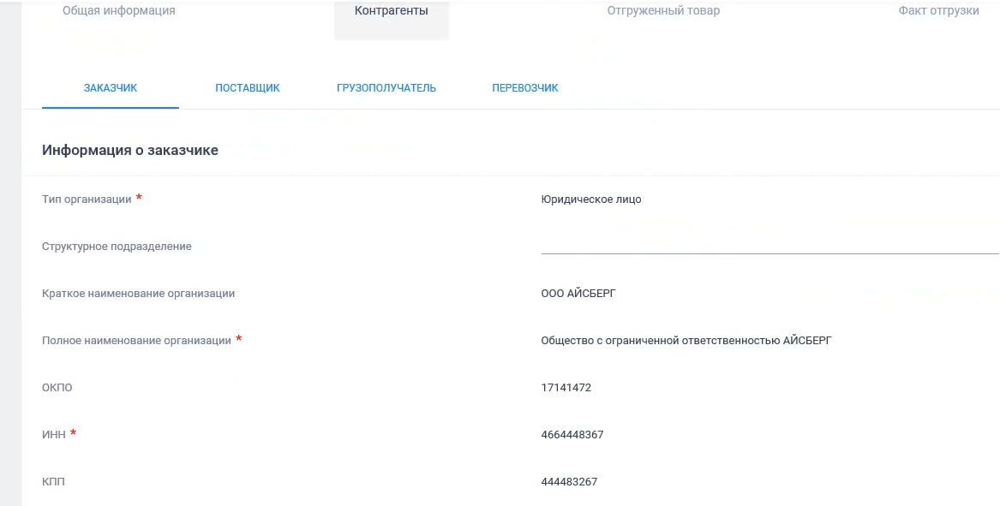 Общая информация Контрагенты Отгруженный товар Факт отгрузки
ЗАКАЗЧИК ПОСТАВЩИК ГРУЗОПОЛУЧАТЕЛЬ ПЕРЕВОЗЧИК
Информация о заказчике
Тип организации * Юридическое лицо
Структурное подразделение
Краткое наименование организации ООО АЙСБЕРГ
Полное наименование организации * Общество с ограниченной ответственностью АЙСБЕРГ
ОКПО 17141472
ИНН * 4664448367
КПП 444483267